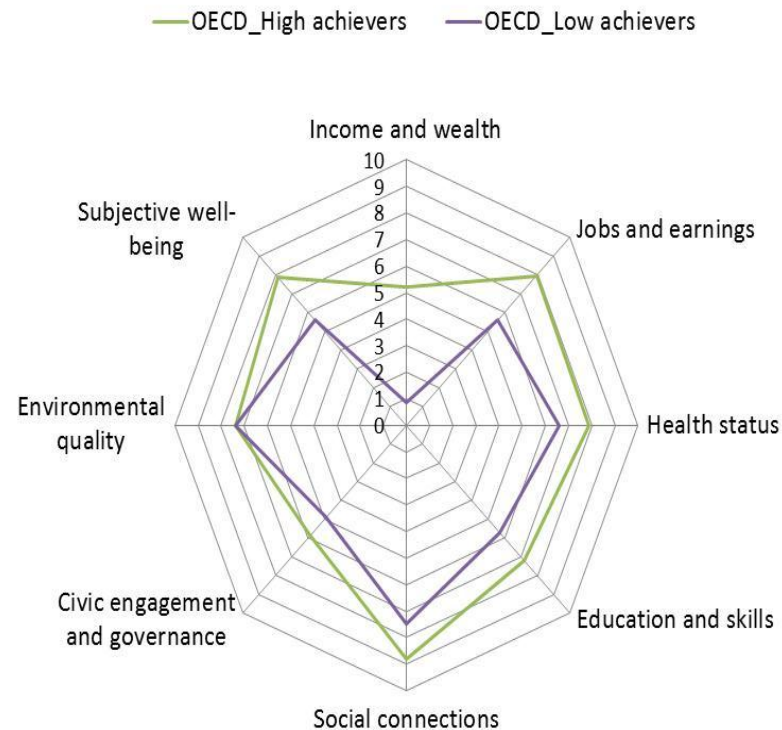 OECD_High achievers
OECD_Low achievers
Income and wealth
10
9
8
7
6
5
4
3
2
1
0
Subjective well-
being
Jobs and earnings
Environmental
quality
Health status
Civic engagement
and governance
Education and skills
Social connections